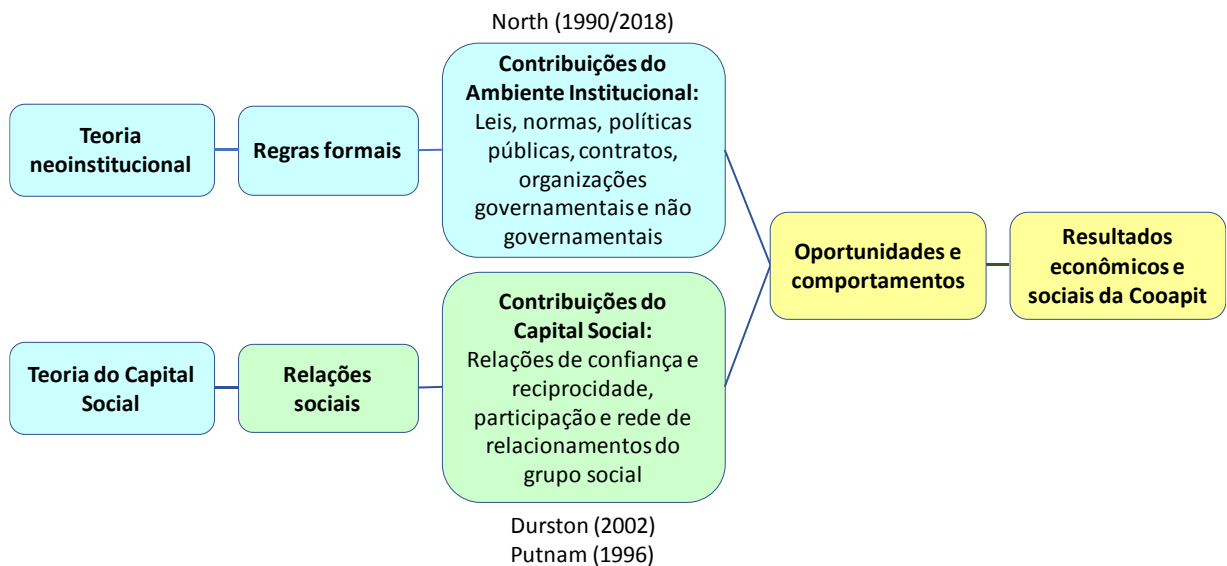 North (1990/2018)
Teoria
neoinstitucional
Regras formais
Contribuições do
Ambiente Institucional:
Leis, normas, políticas
públicas, contratos,
organizações
governamentais e não
governamentais
Teoria do Capital
Social
Relações
sociais
Contribuições do
Capital Social:
Relações de confiança e
reciprocidade,
participação e rede de
relacionamentos do
grupo social
Durston (2002)
Putnam (1996)
Oportunidades e
comportamentos
Resultados
econômicos e
sociais da Cooapit